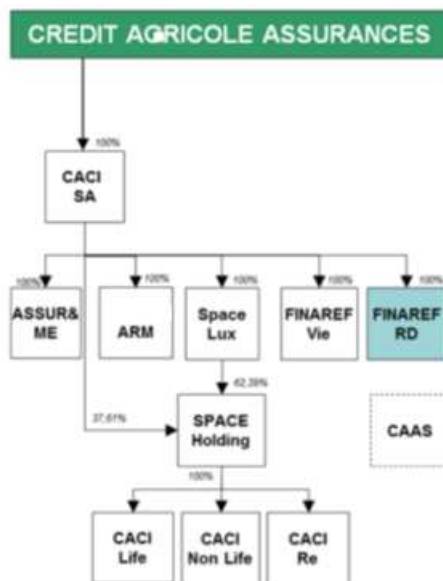 CREDIT AGRICOLE ASSURANCES
100%
CACI
SA
100%
100%
100%
100%
100%
ASSUR&
ME
ARM
Space
Lux
FINAREF
Vie
FINAREF
RD
62,39%
37,61%
SPACE
Holding
CAAS
100%
CACI
Life
CACI
Non Life
CACI
Re